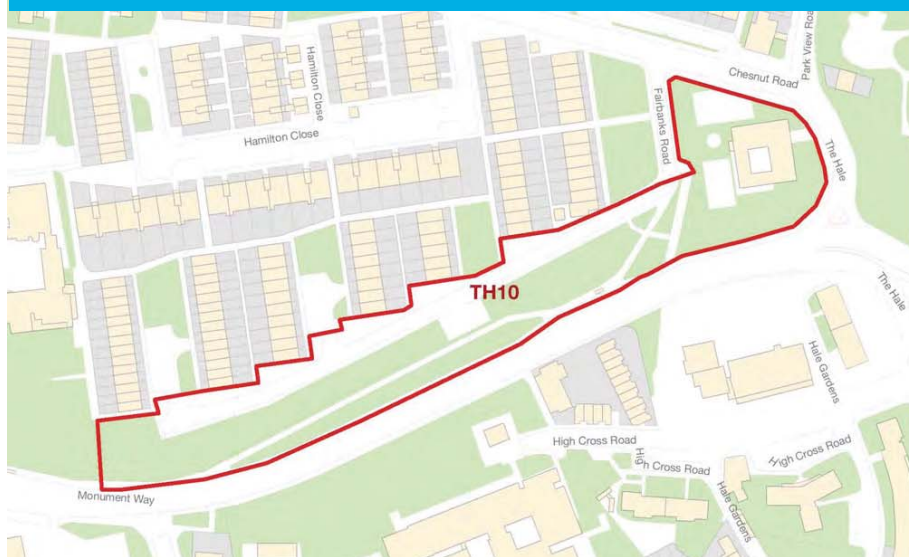 Park View Road
Chesnut Road
Hamilton Close
Hamilton Close
Fairbanks Road
The Hale
TH10
The Hale
Hale Gardens
High Cross Road
High Cross Road
High Cross Road
Hale Gardens
Monument Way